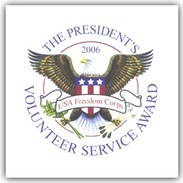 THE PRESIDENT'S
2006
USA Freedom Corps
VOLUNTEER SERVICE AWARD